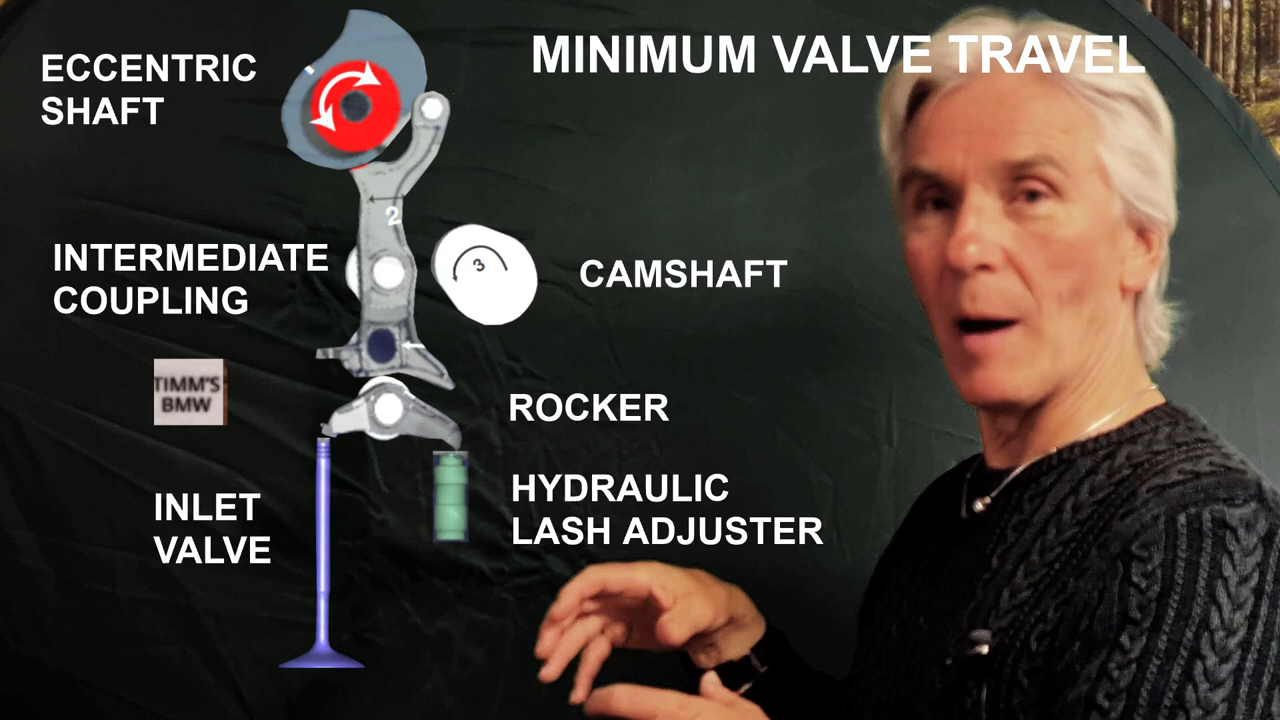 MINIMUM VALVE TRAVEL
ECCENTRIC
SHAFT
2
INTERMEDIATE
COUPLING
3
CAMSHAFT
TIMM'S
BMW
ROCKER
INLET
VALVE
HYDRAULIC
LASH ADJUSTER